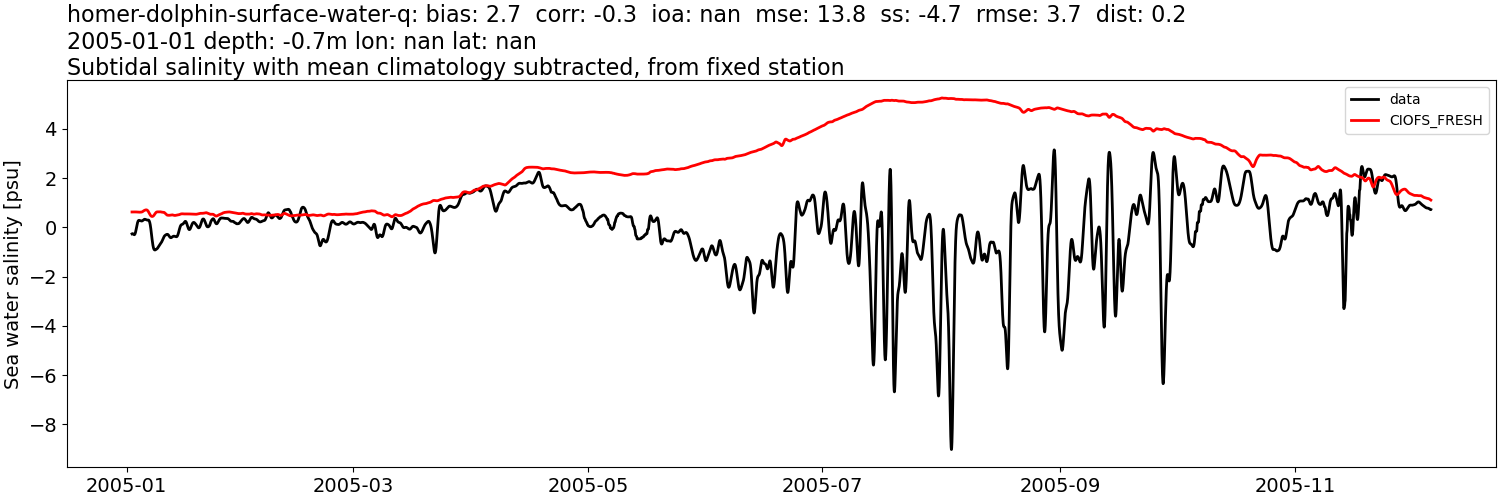 homer-dolphin-surface-water-q: bias: 2.7  corr: -0.3  ioa: nan  mse: 13.8  ss: -4.7  rmse: 3.7  dist: 0.2
2005-01-01 depth: -0.7m lon: nan lat: nan
Subtidal salinity with mean climatology subtracted, from fixed station
data
CIOFS_FRESH
Sea water salinity [psu]
4
2
0
−2
−4
−6
−8
2005-01
2005-03
2005-05
2005-07
2005-09
2005-11